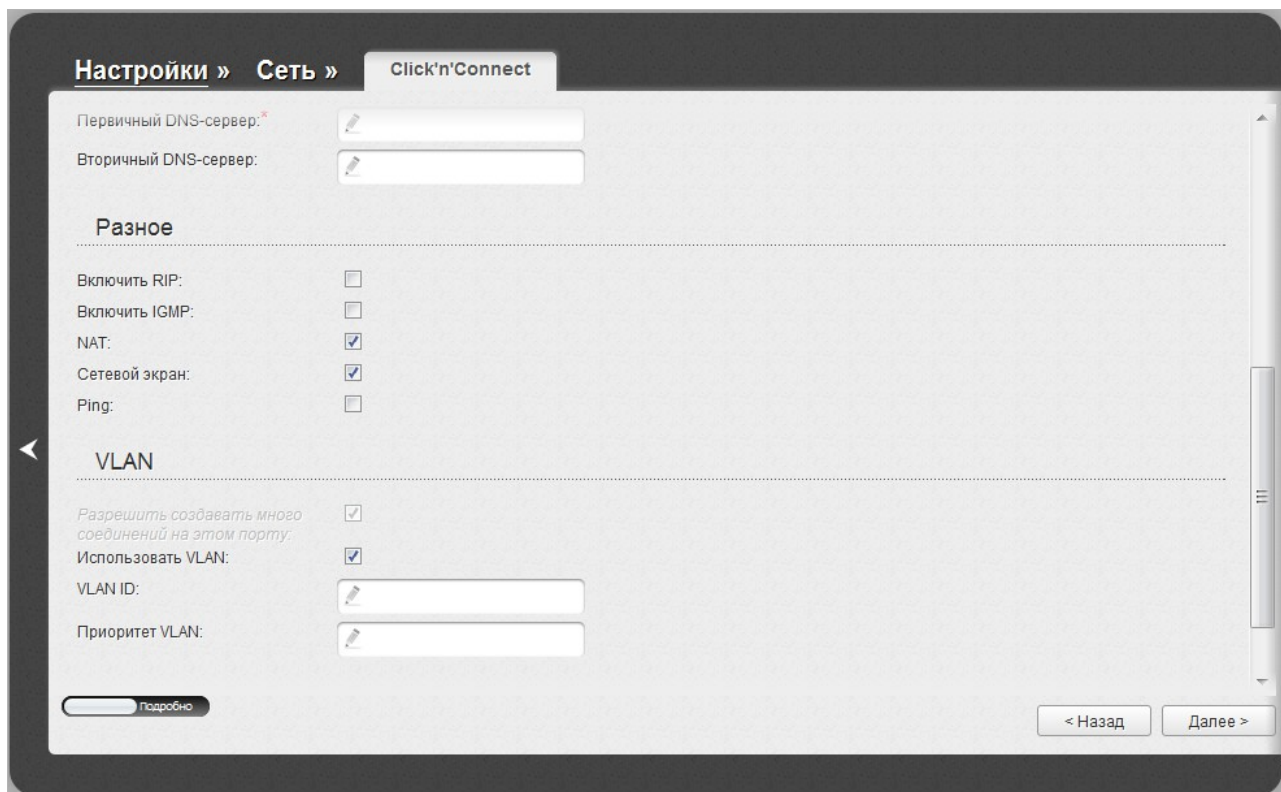 Настройки » Сеть » Click'n'Connect
Первичный DNS-сервер:*
Вторичный DNS-сервер:
Разное
Включить RIP:
Включить IGMP:
NAT:
Сетевой экран:
Ping:
VLAN
Разрешить создавать много
соединений на этом порту:
Использовать VLAN:
VLAN ID:
Приоритет VLAN:
Подробно
< Назад
Далее >